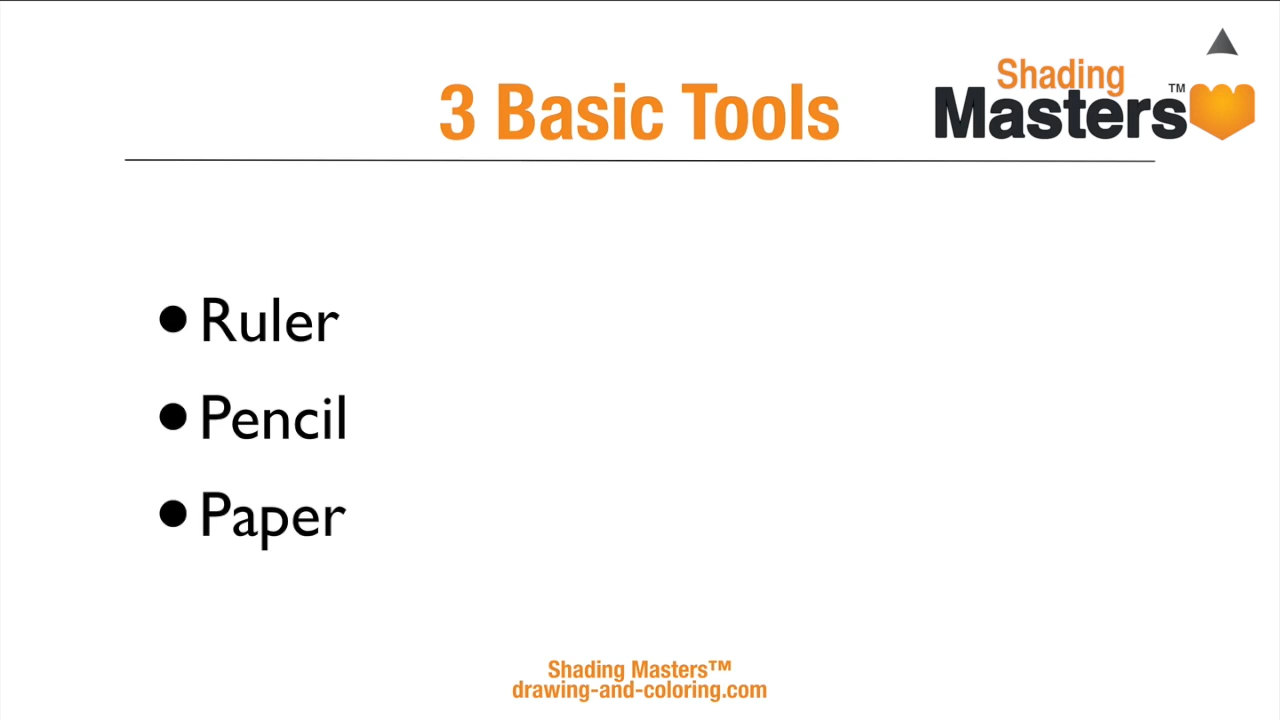 3 Basic Tools
Shading
Masters™
• Ruler
• Pencil
• Paper
Shading Masters™
drawing-and-coloring.com